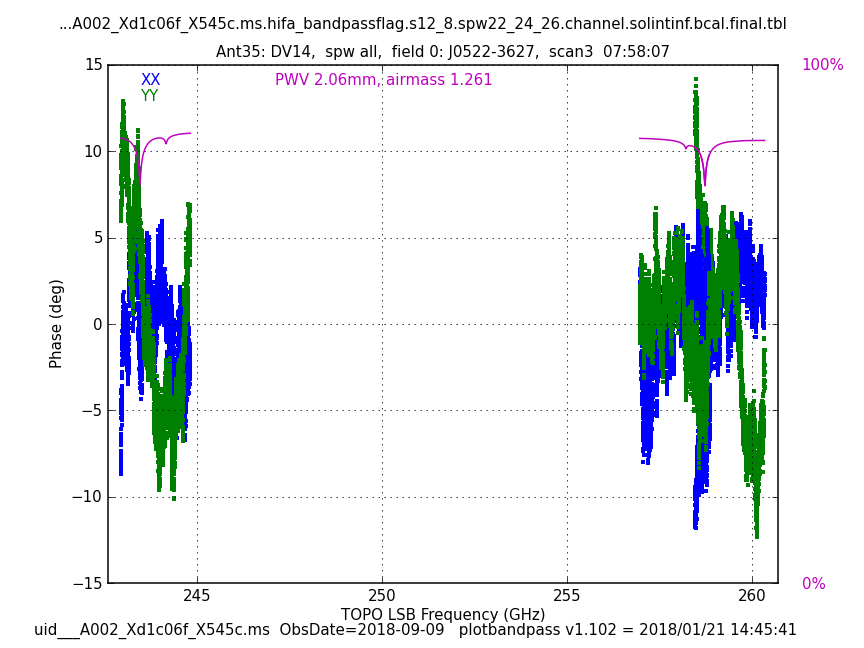 ...A002_Xd1c06f_X545c.ms.hifa_bandpassflag.s12_8.spw22_24_26.channel.solintinf.bcal.final.tbl
Ant35: DV14,  spw all,  field 0: J0522-3627,  scan3  07:58:07
15
XX
PWV 2.06mm, airmass 1.261
100%
YY
10
5
0
−5
−10
−15
Phase (deg)
0%
245
250
255
260
TOPO LSB Frequency (GHz)
uid___A002_Xd1c06f_X545c.ms  ObsDate=2018-09-09   plotbandpass v1.102 = 2018/01/21 14:45:41